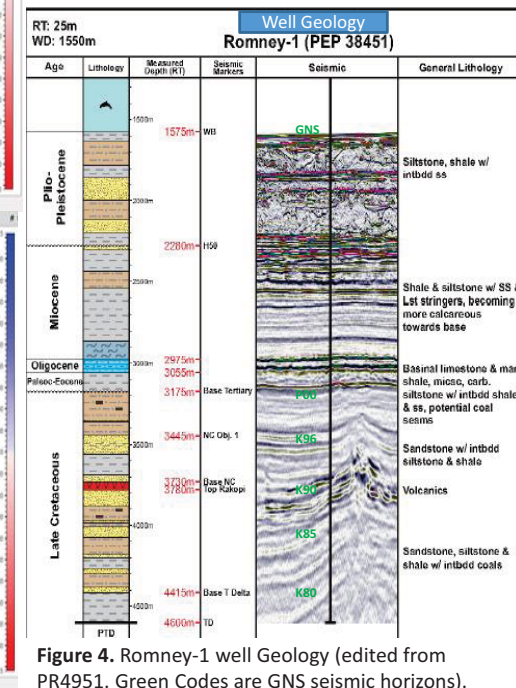 Well Geology
RT: 25m
WD: 1550m
Romney-1 (PEP 38451)
Age
Lithology
Measured
Depth (RT)
Seismic
Markers
Seismic
General Lithology
Plio-
Pleistocene
Miocene
Oligocene
Paleoc-Eocene
Late Cretaceous
1500m
2000m
2500m
3000m
3500m
4000m
4500m
PTD
1575m
WB
2280m
2975m
3055m
3175m
Base Tertiary
3445m
NC Obj. 1
3730m
Base NC
3780m
Top Rakopi
4415m
Base T Delta
4600m
TD
GNS
P00
K96
K90
K85
K80
Siltstone, shale w/
intbdd ss
Shale & siltstone w/ SS &
Lst stringers, becoming
more calcareous
towards base
Basinal limestone & mar
shale, micac, carb.
siltstone w/ intbdd shale
& ss, potential coal
seams
Sandstone w/ intbdd
siltstone & shale
Volcanics
Sandstone, siltstone &
shale w/ intbdd coals
Figure 4. Romney-1 well Geology (edited from
PR4951. Green Codes are GNS seismic horizons).